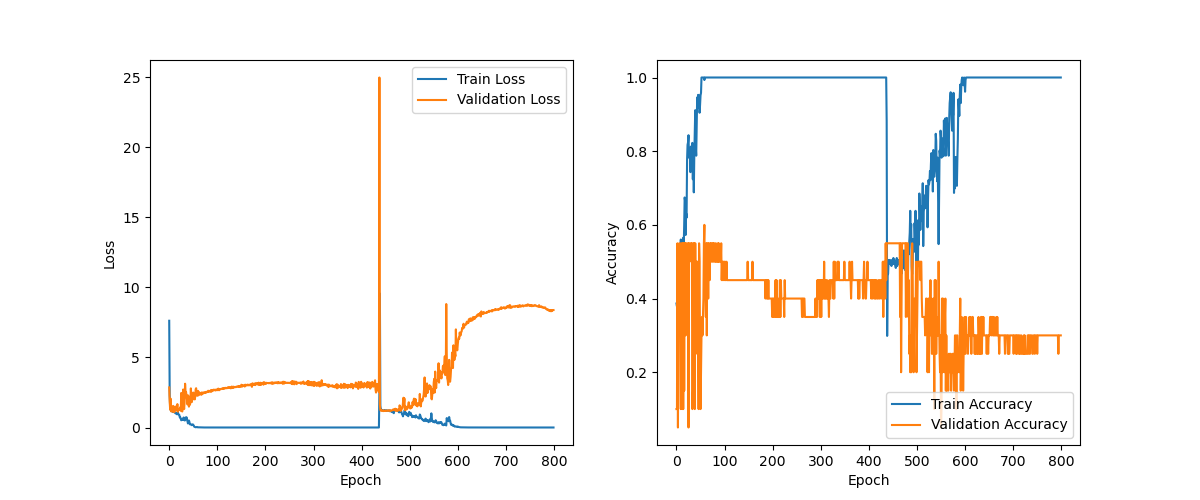 25
20
15
10
5
0
Loss
Train Loss
Validation Loss
0 100 200 300 400 500 600 700 800
Epoch
1.0
0.8
0.6
0.4
0.2
Accuracy
Train Accuracy
Validation Accuracy
0 100 200 300 400 500 600 700 800
Epoch